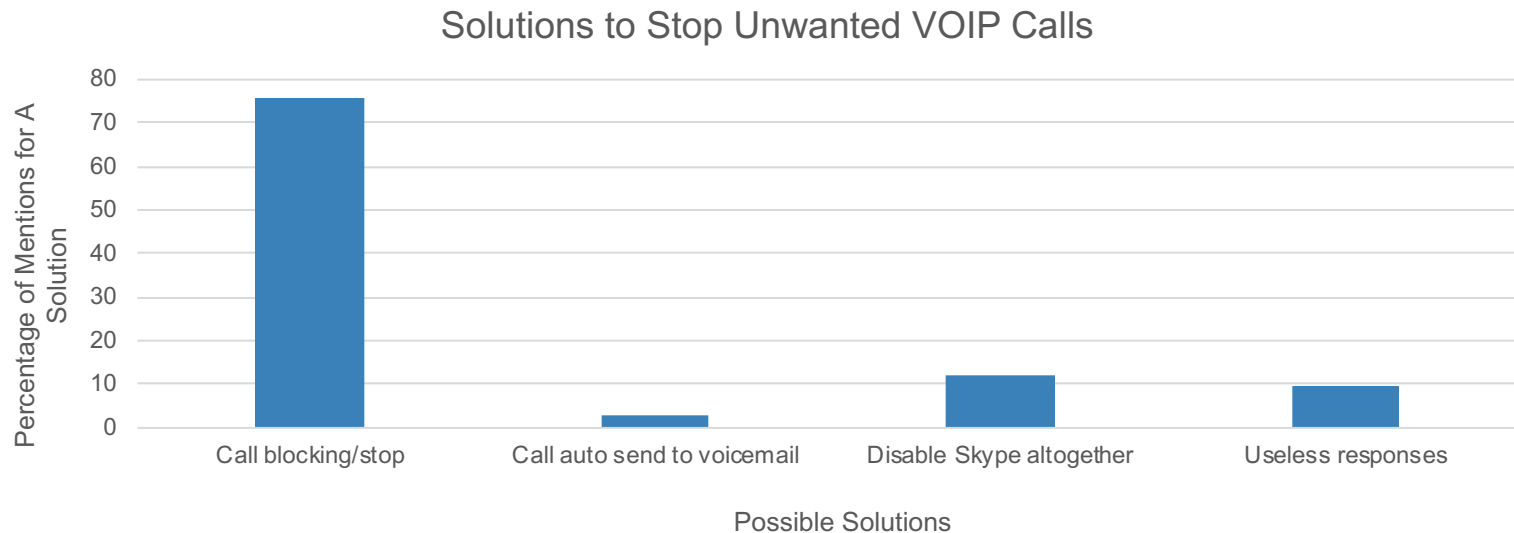 Solutions to Stop Unwanted VOIP Calls
Percentage of Mentions for A
Solution
80
70
60
50
40
30
20
10
0
Call blocking/stop
Call auto send to voicemail
Disable Skype altogether
Useless responses
Possible Solutions